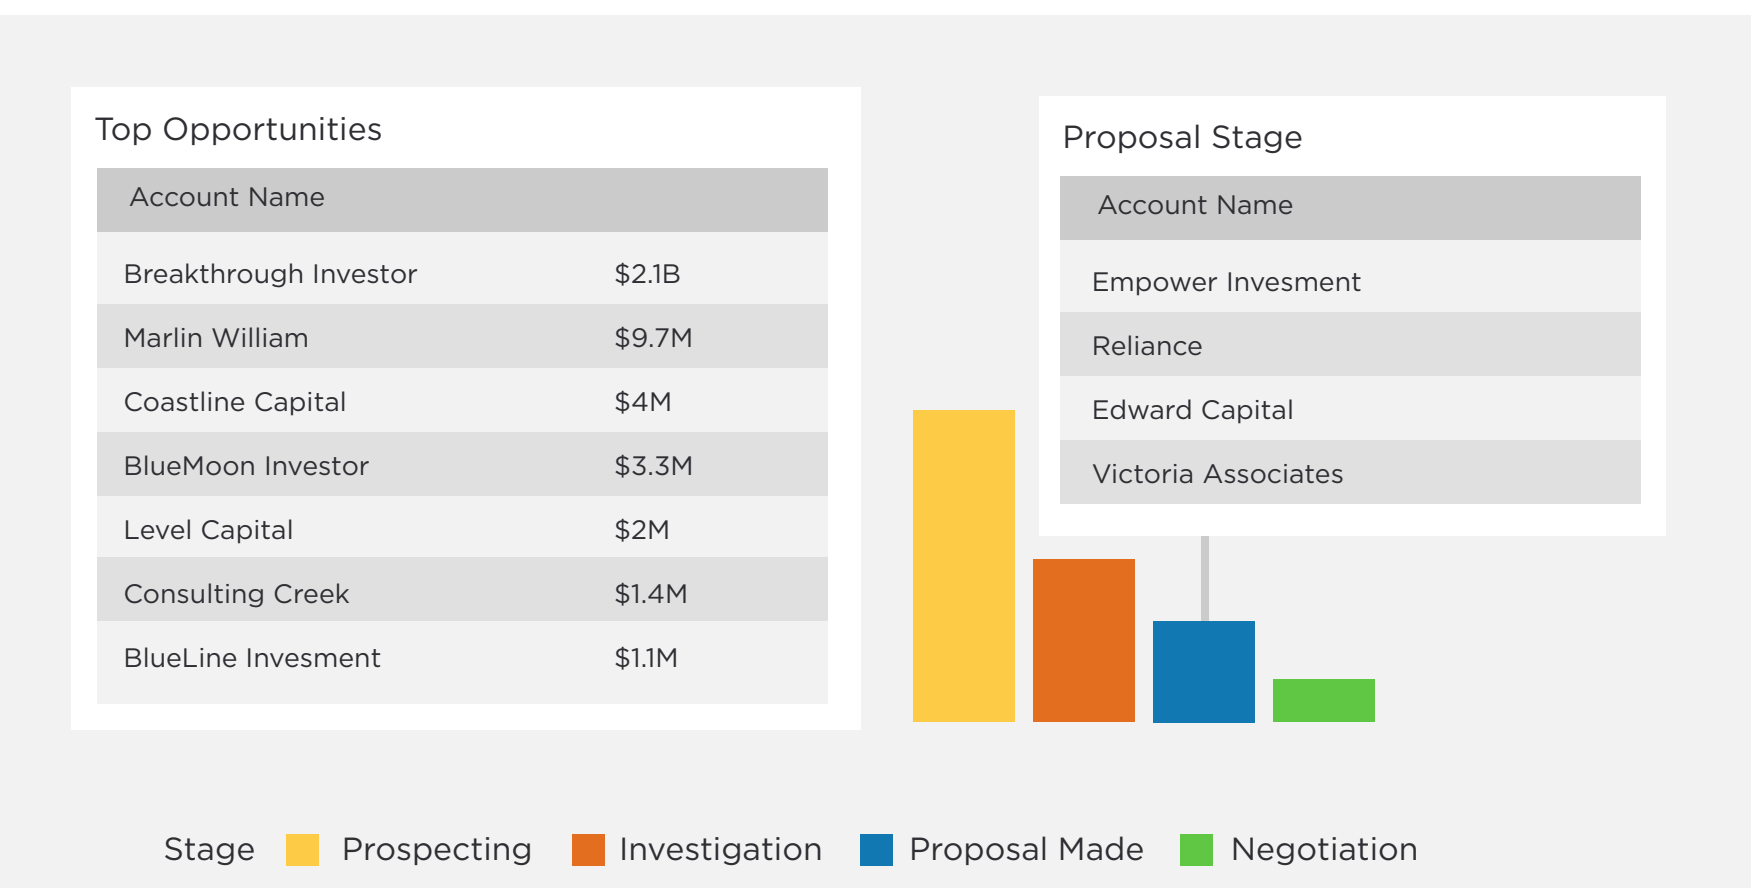 Top Opportunities
Account Name
Breakthrough Investor $2.1B
Marlin William $9.7M
Coastline Capital $4M
BlueMoon Investor $3.3M
Level Capital $2M
Consulting Creek $1.4M
BlueLine Invesment $1.1M
Proposal Stage
Account Name
Empower Invesment
Reliance
Edward Capital
Victoria Associates
Stage Prospecting Investigation Proposal Made Negotiation